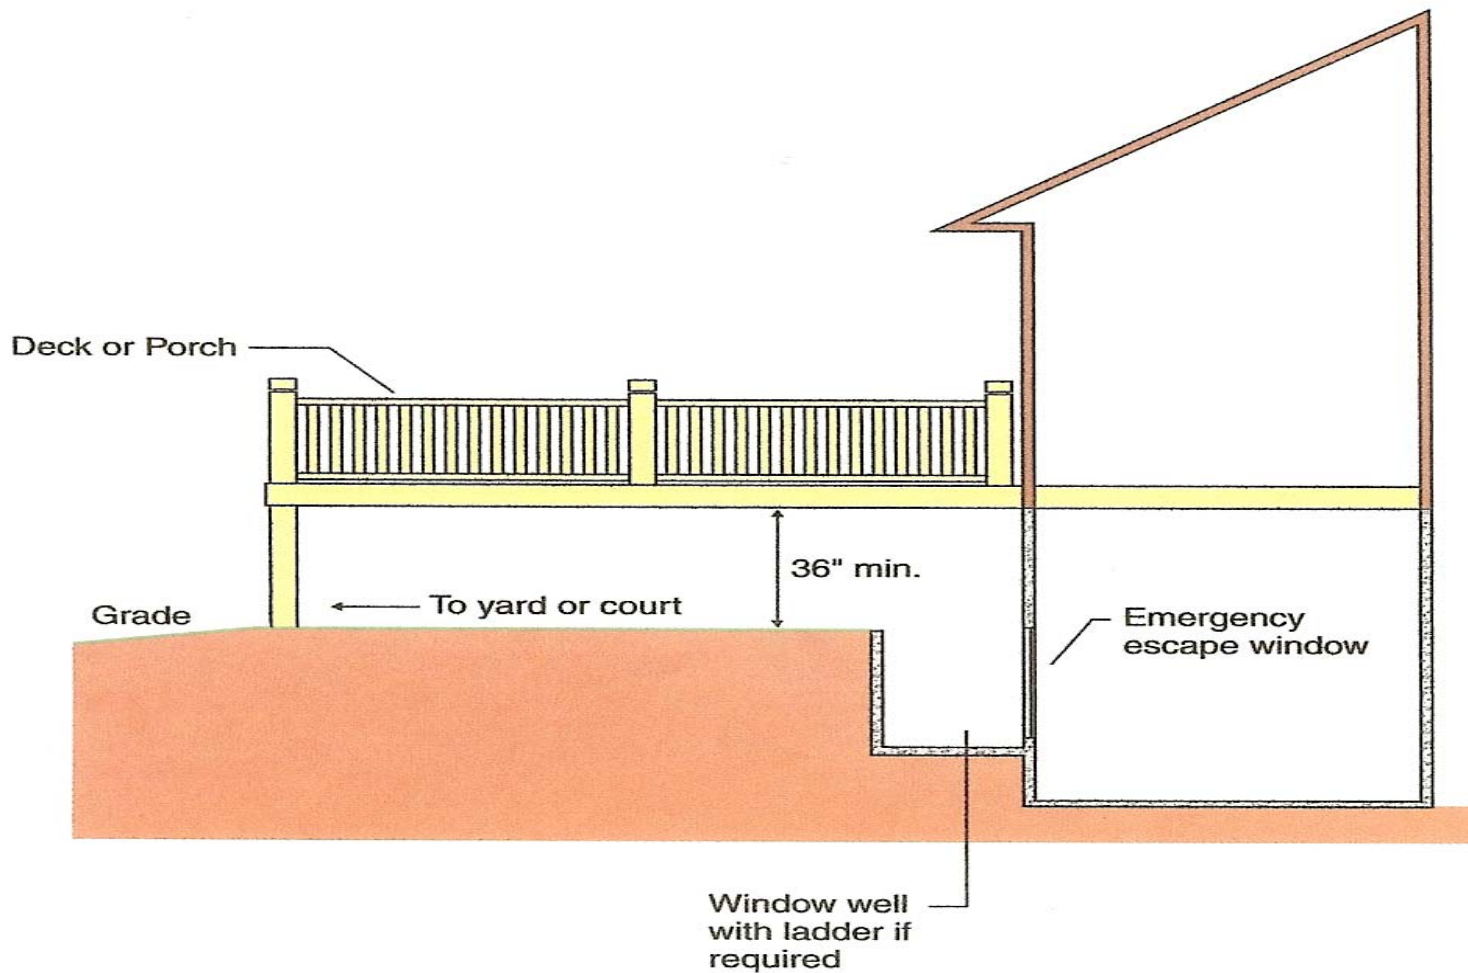 Deck or Porch
36" min.
To yard or court
Grade
Emergency
escape window
Window well
with ladder if
required